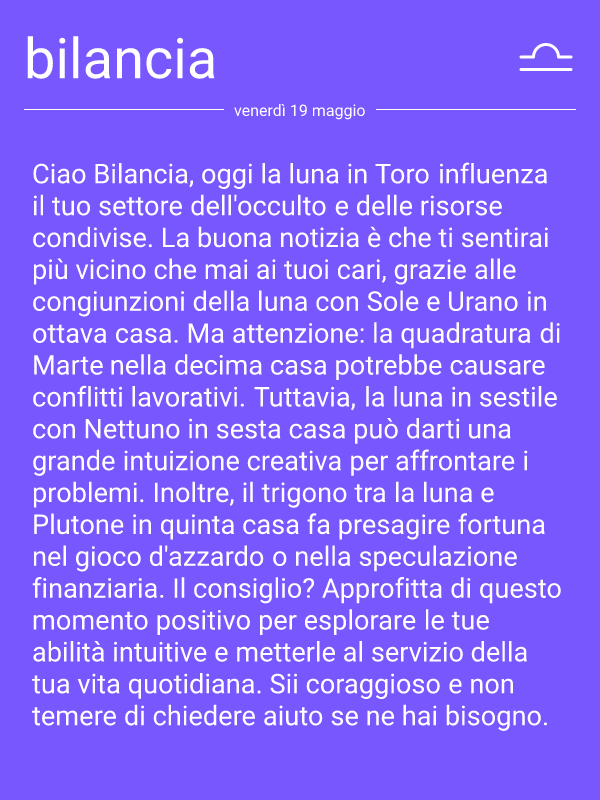 bilancia
venerdì 19 maggio
Ciao Bilancia, oggi la luna in Toro influenza
il tuo settore dell'occulto e delle risorse
condivise. La buona notizia è che ti sentirai
più vicino che mai ai tuoi cari, grazie alle
congiunzioni della luna con Sole e Urano in
ottava casa. Ma attenzione: la quadratura di
Marte nella decima casa potrebbe causare
conflitti lavorativi. Tuttavia, la luna in sestile
con Nettuno in sesta casa può darti una
grande intuizione creativa per affrontare i
problemi. Inoltre, il trigono tra la luna e
Plutone in quinta casa fa presagire fortuna
nel gioco d'azzardo o nella speculazione
finanziaria. Il consiglio? Approfitta di questo
momento positivo per esplorare le tue
abilità intuitive e metterle al servizio della
tua vita quotidiana. Sii coraggioso e non
temere di chiedere aiuto se ne hai bisogno.